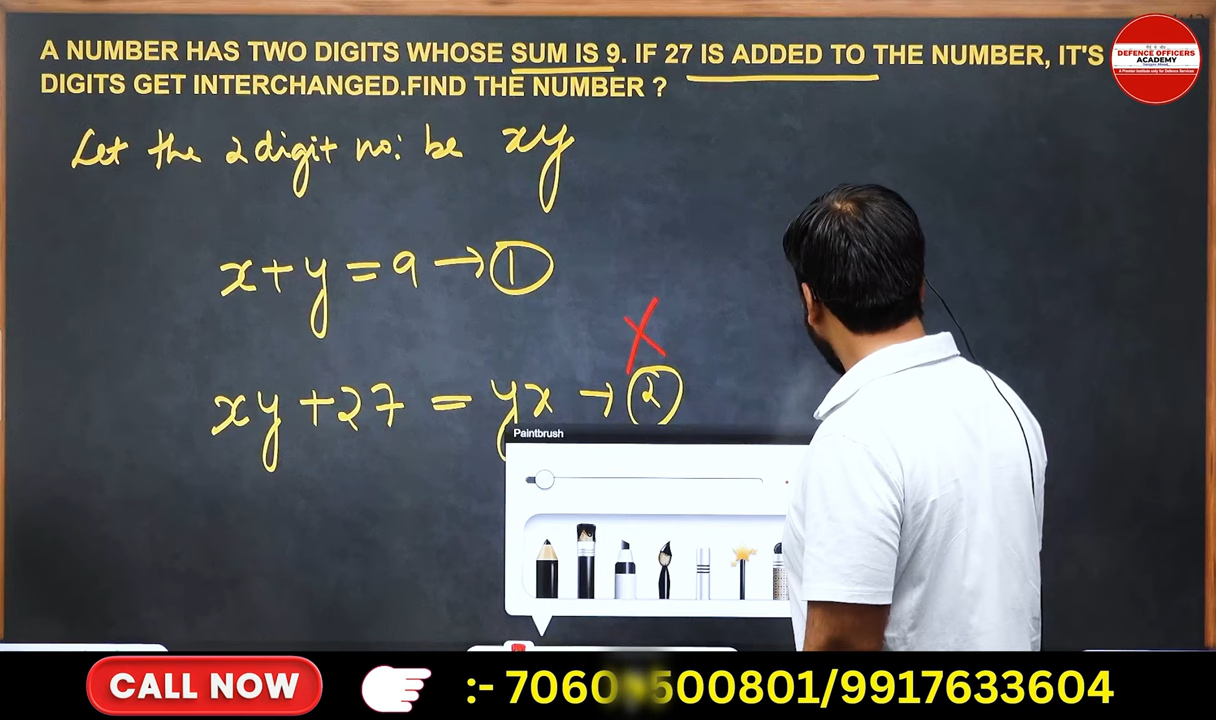 A NUMBER HAS TWO DIGITS WHOSE SUM IS 9. IF 27 IS ADDED TO THE NUMBER, IT'S
DIGITS GET INTERCHANGED.FIND THE NUMBER ?
DEFENCE OFFICERS
ACADEMY
Let the 2 digit no: be xy
x+y=9→①
X
xy+27=yx→②
Paintbrush
CALL NOW :- 7060 500801/9917633604